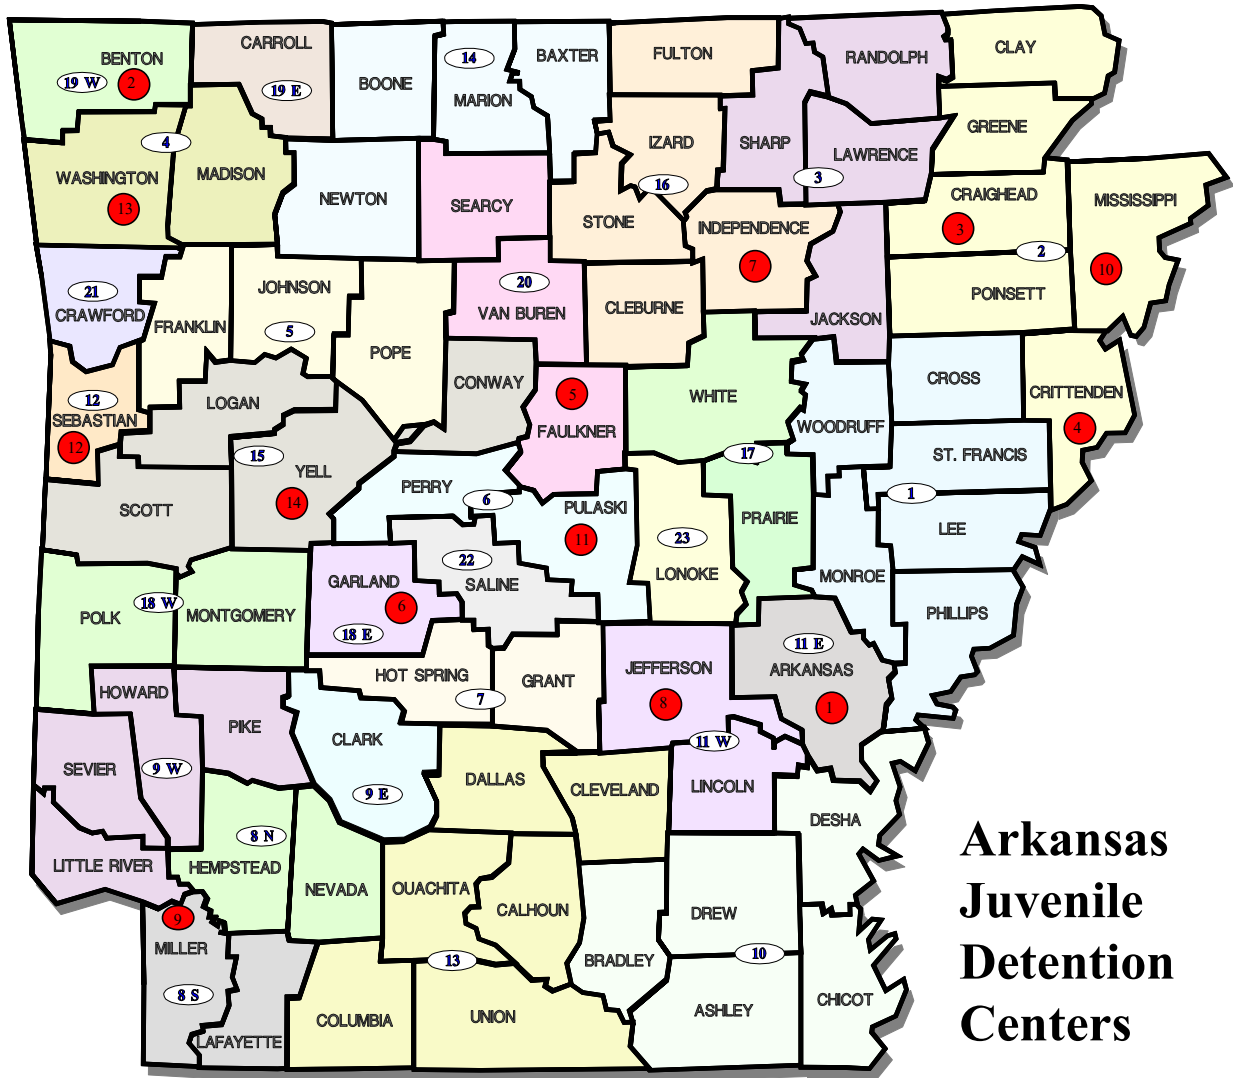 BENTON
19 W
2
CARROLL
19 E
BOONE
14
MARION
BAXTER
FULTON
RANDOLPH
CLAY
4
WASHINGTON
13
MADISON
NEWTON
SEARCY
IZARD
16
STONE
SHARP
3
LAWRENCE
GREENE
CRAIGHEAD
3
2
MISSISSIPPI
10
INDEPENDENCE
7
21
CRAWFORD
FRANKLIN
JOHNSON
5
POPE
20
VAN BUREN
CLEBURNE
JACKSON
POINSETT
12
SEBASTIAN
12
LOGAN
CONWAY
5
FAULKNER
WHITE
WOODRUFF
CROSS
CRITTENDEN
4
15
YELL
14
SCOTT
PERRY
6
PULASKI
11
17
PRAIRIE
23
LONOKE
ST. FRANCIS
1
LEE
MONROE
PHILLIPS
POLK
18 W
MONTGOMERY
GARLAND
6
18 E
22
SALINE
HOT SPRING
7
GRANT
JEFFERSON
8
11 E
ARKANSAS
1
HOWARD
PIKE
CLARK
9 E
SEVIER
9 W
DALLAS
CLEVELAND
11 W
LINCOLN
DESHA
LITTLE RIVER
8 N
HEMPSTEAD
NEVADA
OUACHITA
CALHOUN
DREW
9
MILLER
8 S
LAFAYETTE
COLUMBIA
13
UNION
BRADLEY
10
ASHLEY
CHICOT
Arkansas
Juvenile
Detention
Centers